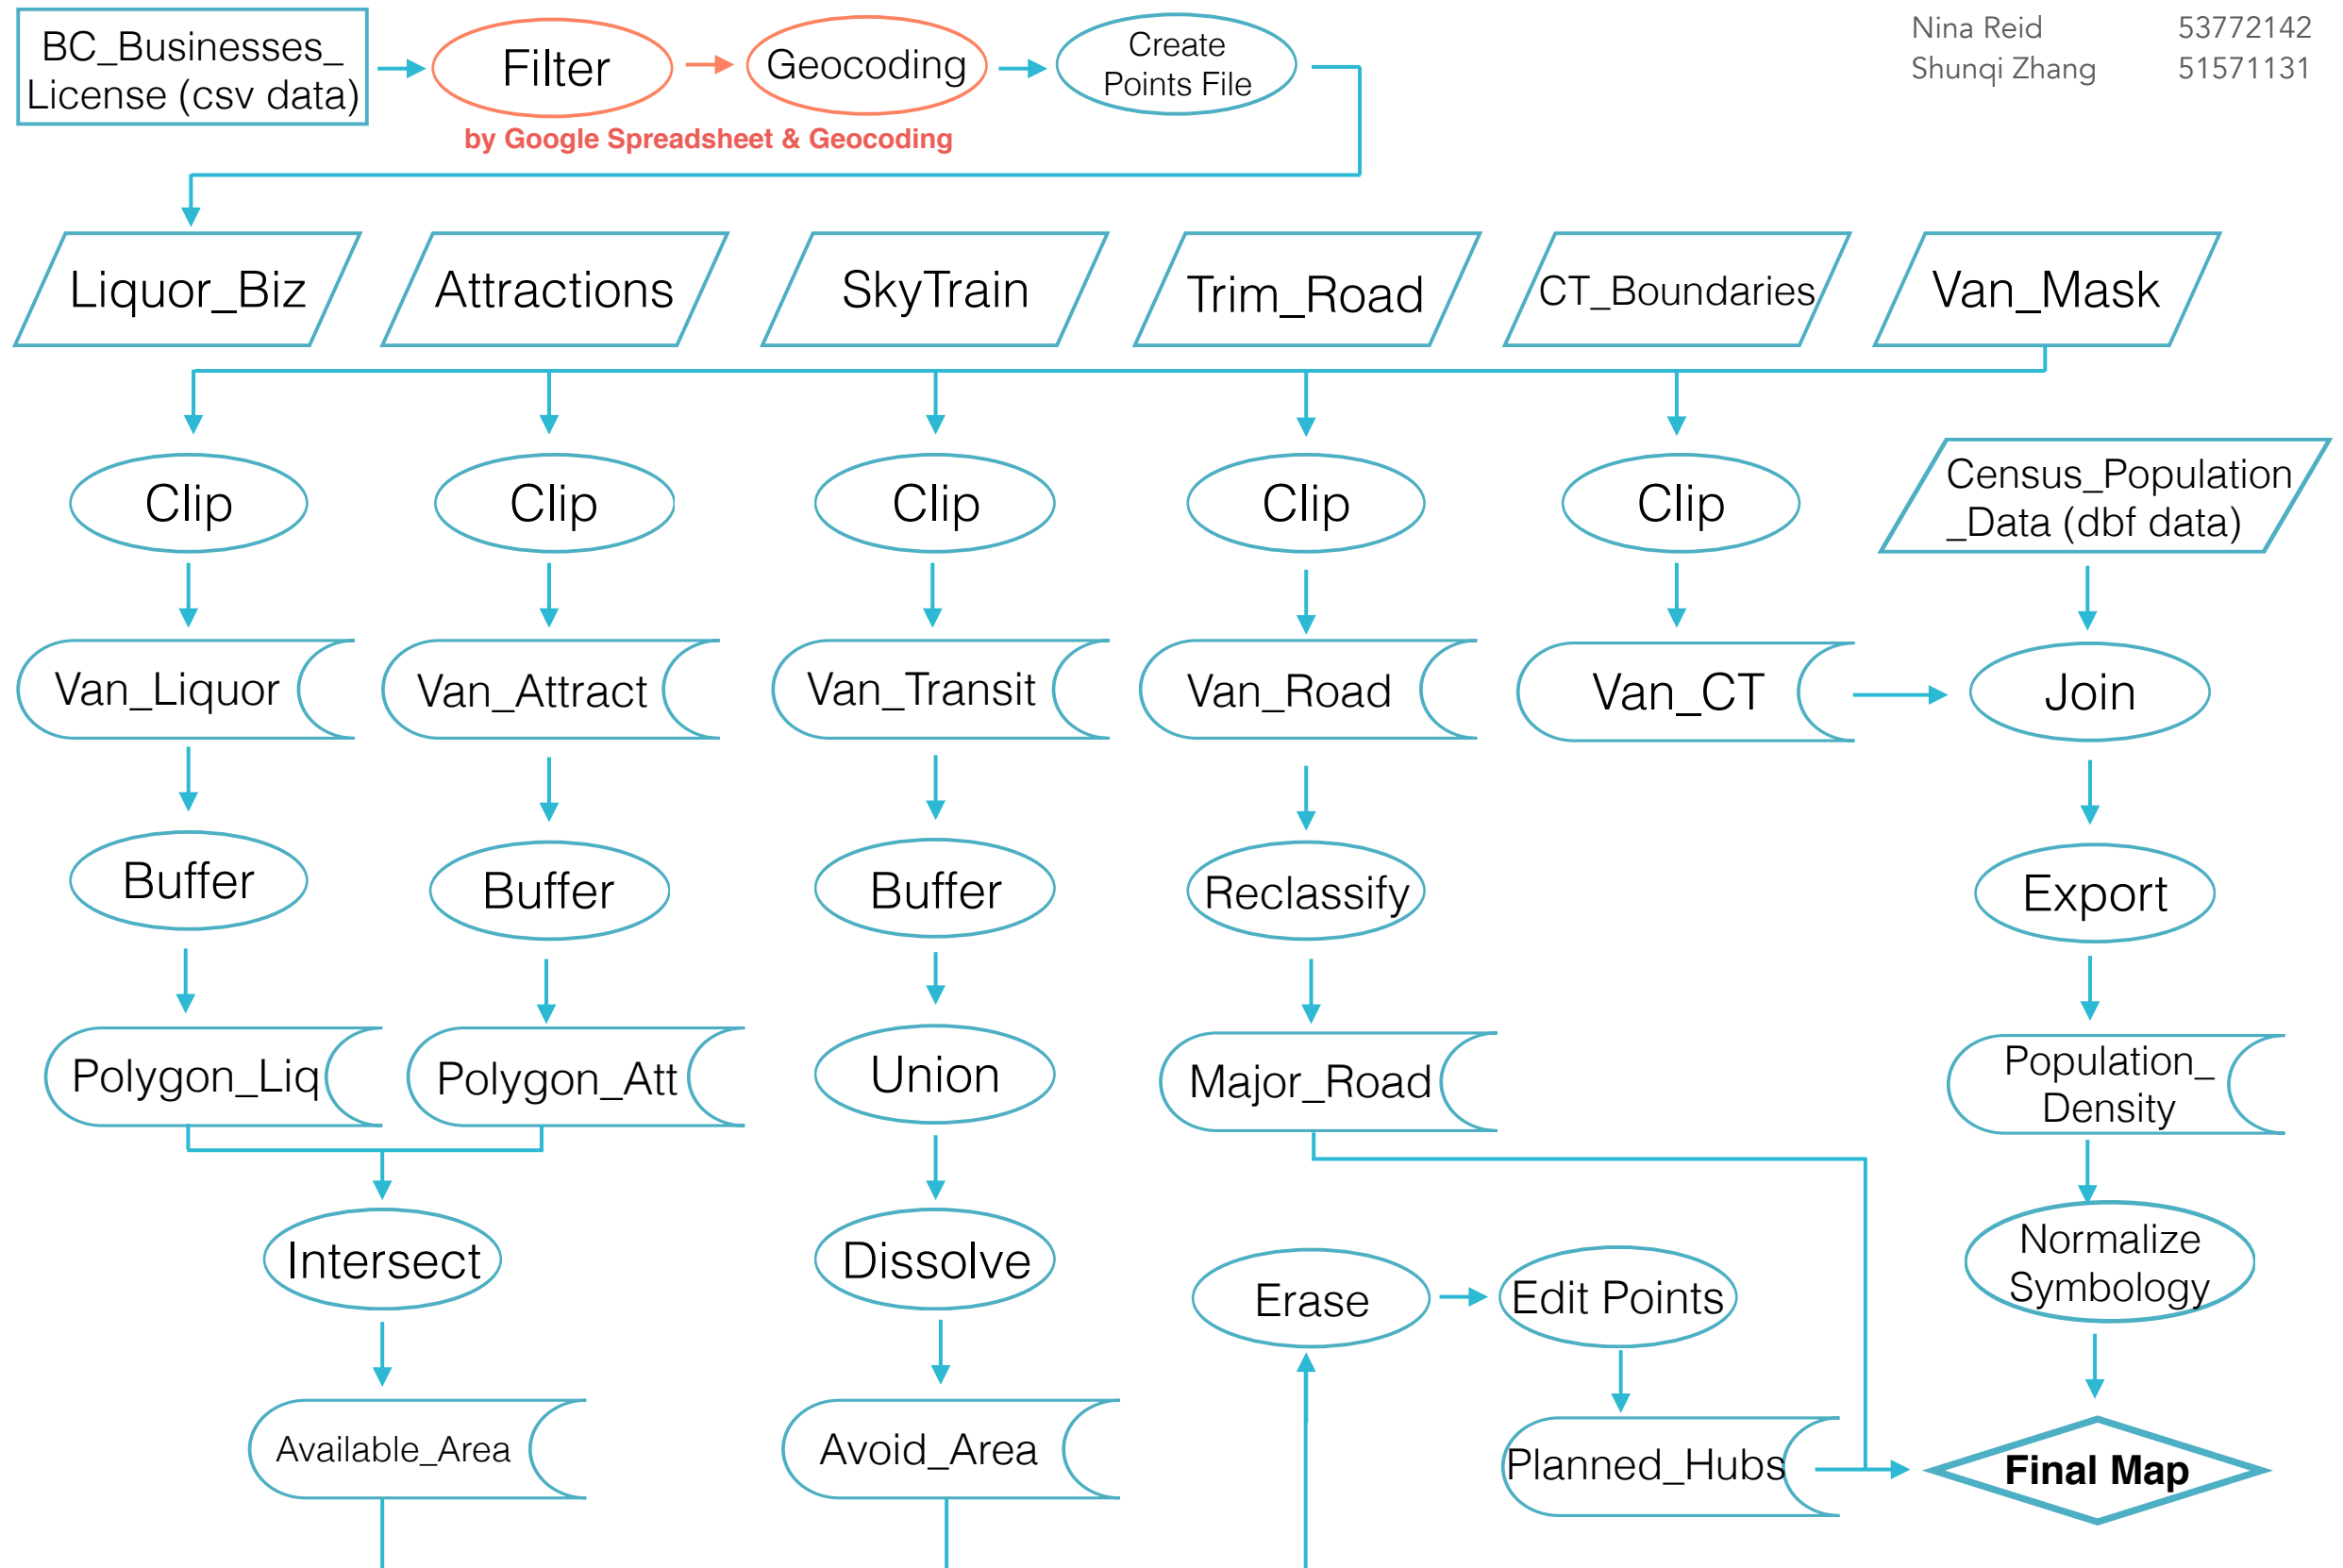 BC_Businesses_
License (csv data)
Filter
Geocoding
Create
Points File
by Google Spreadsheet & Geocoding
Nina Reid 53772142
Shunqi Zhang 51571131
Liquor_Biz
Attractions
SkyTrain
Trim_Road
CT_Boundaries
Van_Mask
Clip
Clip
Clip
Clip
Clip
Census_Population
_Data (dbf data)
Van_Liquor
Van_Attract
Van_Transit
Van_Road
Van_CT
Join
Buffer
Buffer
Buffer
Reclassify
Export
Polygon_Liq
Polygon_Att
Union
Major_Road
Population_
Density
Intersect
Dissolve
Erase
Edit Points
Normalize
Symbology
Available_Area
Avoid_Area
Planned_Hubs
Final Map